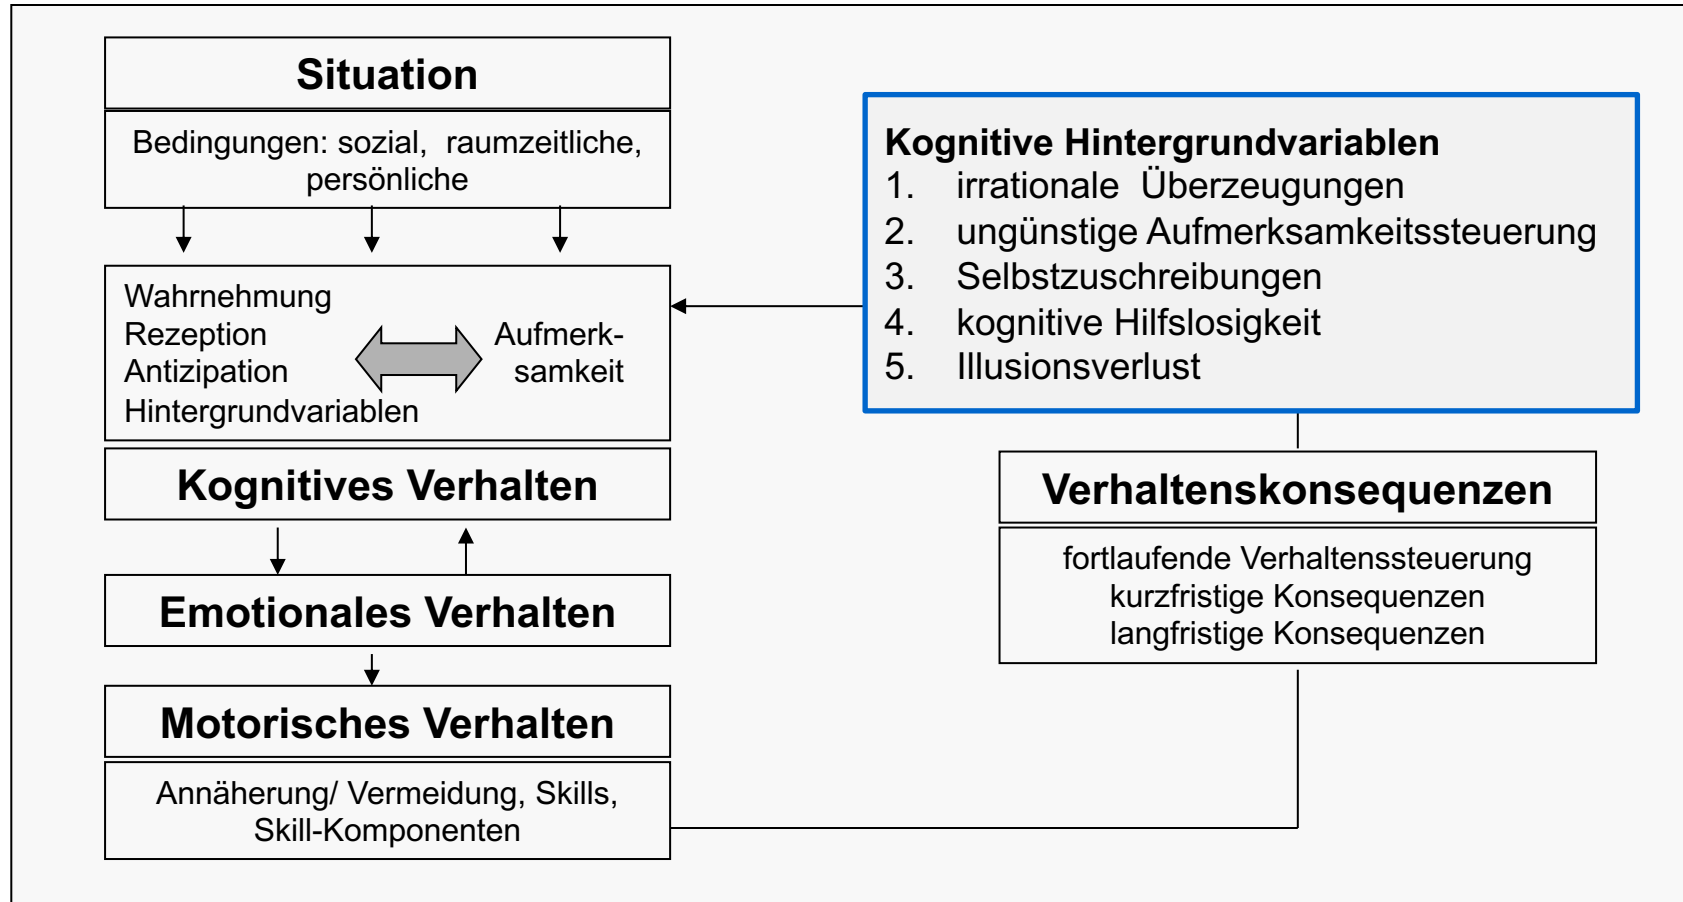 Situation
Bedingungen: sozial, raumzeitliche,
persönliche
Wahrnehmung
Rezeption
Antizipation
Hintergrundvariablen
Aufmerk-
samkeit
Kognitives Verhalten
Emotionales Verhalten
Motorisches Verhalten
Annäherung/ Vermeidung, Skills,
Skill-Komponenten
Kognitive Hintergrundvariablen
1. irrationale Überzeugungen
2. ungünstige Aufmerksamkeitssteuerung
3. Selbstzuschreibungen
4. kognitive Hilfslosigkeit
5. Illusionsverlust
Verhaltenskonsequenzen
fortlaufende Verhaltenssteuerung
kurzfristige Konsequenzen
langfristige Konsequenzen